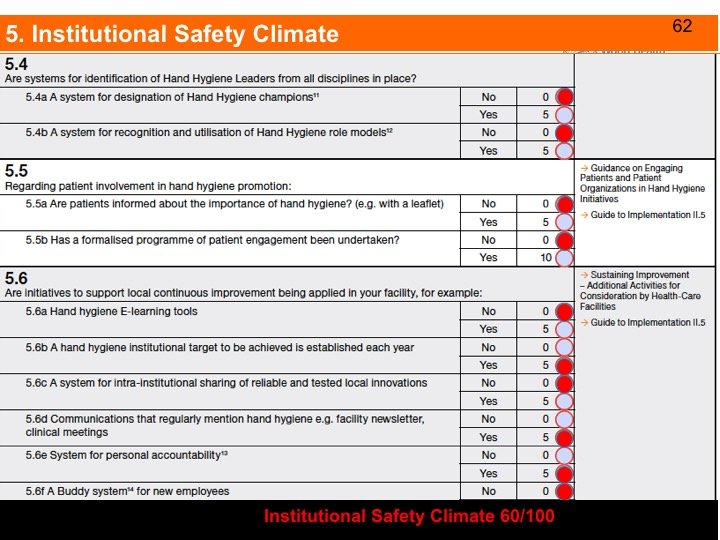 5. Institutional Safety Climate
62
5.4
Are systems for identification of Hand Hygiene Leaders from all disciplines in place?
5.4a A system for designation of Hand Hygiene champions¹¹
No 0
Yes 5
5.4b A system for recognition and utilisation of Hand Hygiene role models¹²
No 0
Yes 5
5.5
Regarding patient involvement in hand hygiene promotion:
→ Guidance on Engaging
Patients and Patient
Organizations in Hand Hygiene
Initiatives
→ Guide to Implementation II.5
5.5a Are patients informed about the importance of hand hygiene? (e.g. with a leaflet)
No 0
Yes 5
5.5b Has a formalised programme of patient engagement been undertaken?
No 0
Yes 10
5.6
Are initiatives to support local continuous improvement being applied in your facility, for example:
→ Sustaining Improvement
– Additional Activities for
Consideration by Health-Care
Facilities
→ Guide to Implementation II.5
5.6a Hand hygiene E-learning tools
No 0
Yes 5
5.6b A hand hygiene institutional target to be achieved is established each year
No 0
Yes 5
5.6c A system for intra-institutional sharing of reliable and tested local innovations
No 0
Yes 5
5.6d Communications that regularly mention hand hygiene e.g. facility newsletter,
clinical meetings
No 0
Yes 5
5.6e System for personal accountability¹³
No 0
Yes 5
5.6f A Buddy system¹⁴ for new employees
No 0
Institutional Safety Climate 60/100